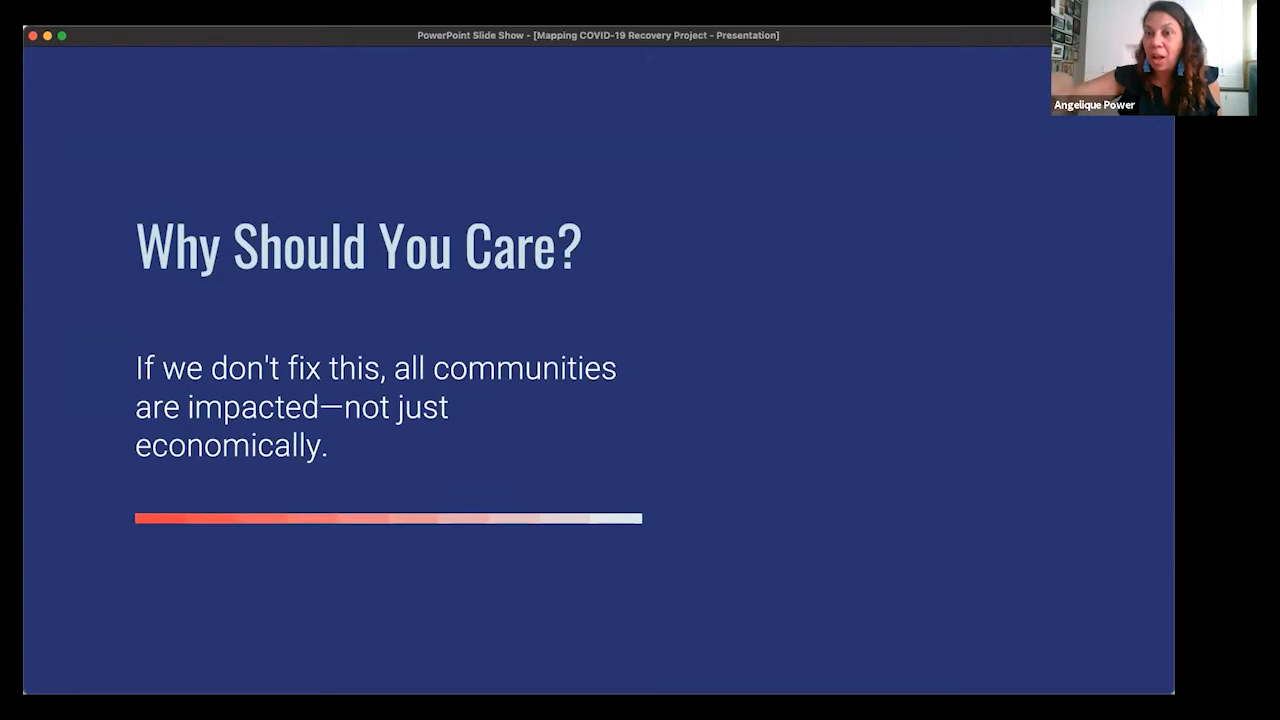 PowerPoint Slide Show - [Mapping COVID-19 Recovery Project - Presentation]
Angelique Power
Why Should You Care?
If we don't fix this, all communities
are impacted—not just
economically.